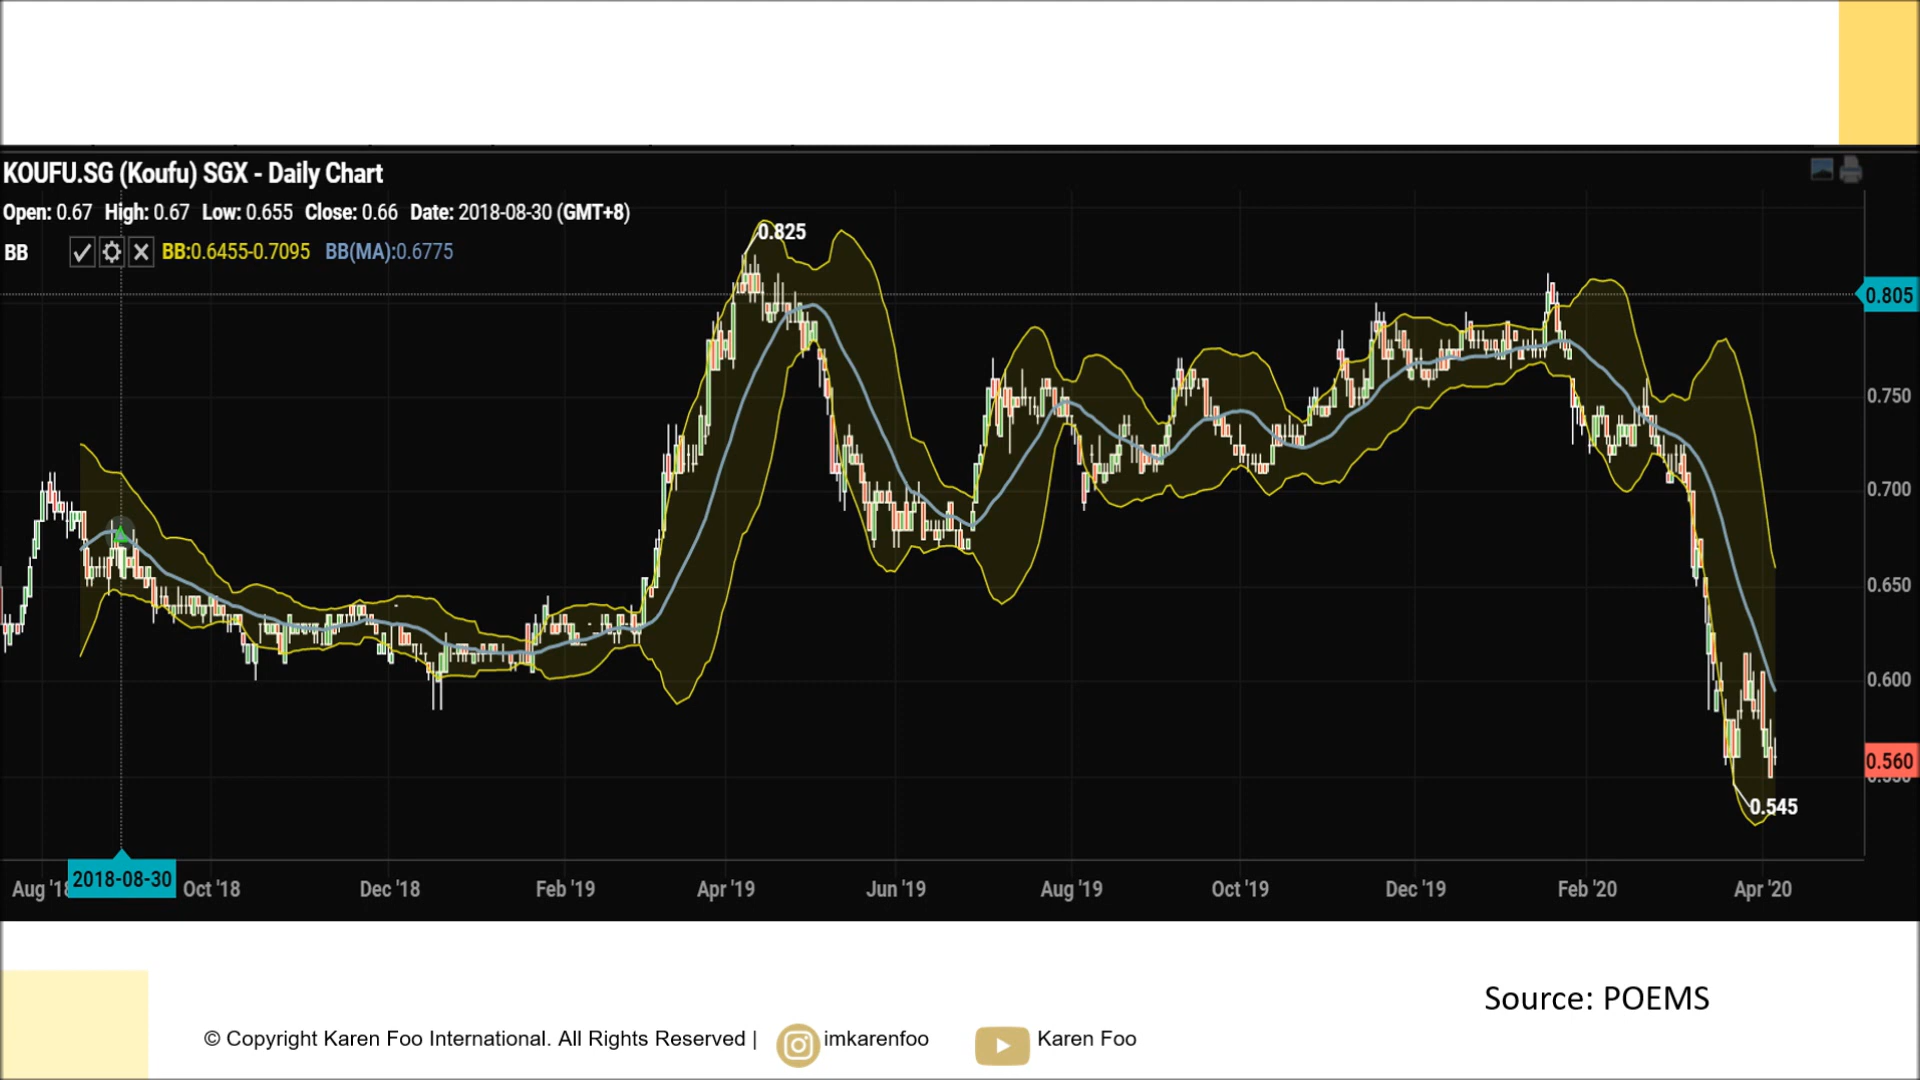 KOUFU.SG (Koufu) SGX - Daily Chart
Open: 0.67 High: 0.67 Low: 0.655 Close: 0.66 Date: 2018-08-30 (GMT+8)
BB BB:0.6455-0.7095 BB(MA):0.6775
0.825
0.805
0.750
0.700
0.650
0.600
0.560
0.545
Aug '18 2018-08-30 Oct '18 Dec '18 Feb '19 Apr '19 Jun '19 Aug '19 Oct '19 Dec '19 Feb '20 Apr '20
Source: POEMS
© Copyright Karen Foo International. All Rights Reserved | imkarenfoo Karen Foo